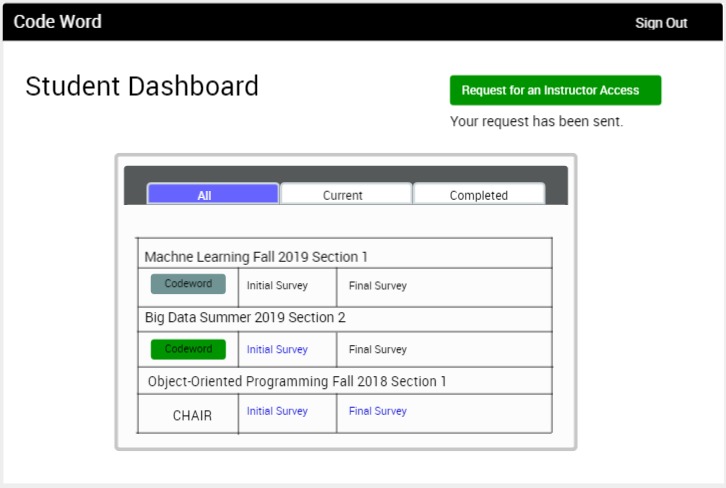 Code Word Sign Out
Student Dashboard
Request for an Instructor Access
Your request has been sent.
All Current Completed
Machne Learning Fall 2019 Section 1
Codeword Initial Survey Final Survey
Big Data Summer 2019 Section 2
Codeword Initial Survey Final Survey
Object-Oriented Programming Fall 2018 Section 1
CHAIR Initial Survey Final Survey